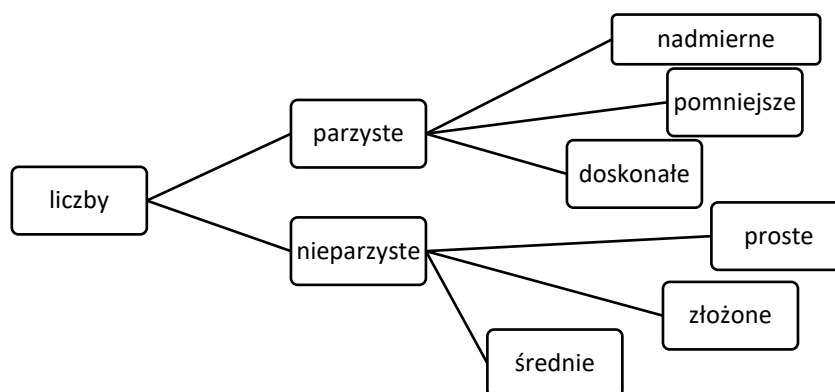 nadmierne
pomniejsze
parzyste
doskonałe
liczby
proste
nieparzyste
złożone
średnie